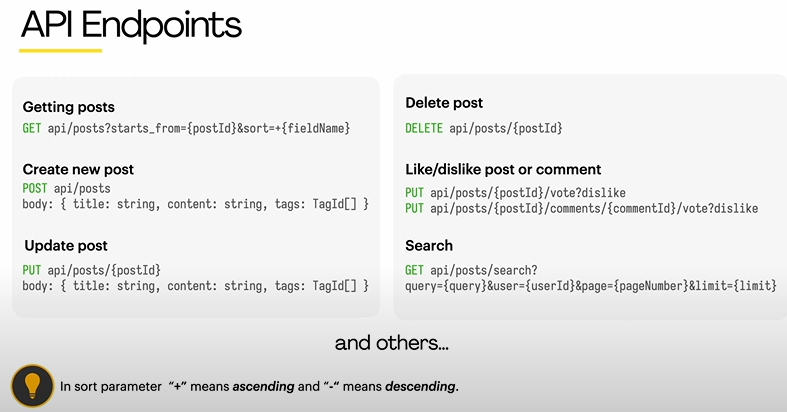 API Endpoints
Getting posts
GET api/posts?starts_from={postId}&sort=+{fieldName}
Create new post
POST api/posts
body: { title: string, content: string, tags: TagId[] }
Update post
PUT api/posts/{postId}
body: { title: string, content: string, tags: TagId[] }
Delete post
DELETE api/posts/{postId}
Like/dislike post or comment
PUT api/posts/{postId}/vote?dislike
PUT api/posts/{postId}/comments/{commentId}/vote?dislike
Search
GET api/posts/search?
query={query}&user={userId}&page={pageNumber}&limit={limit}
and others...
In sort parameter “+” means ascending and “-“ means descending.